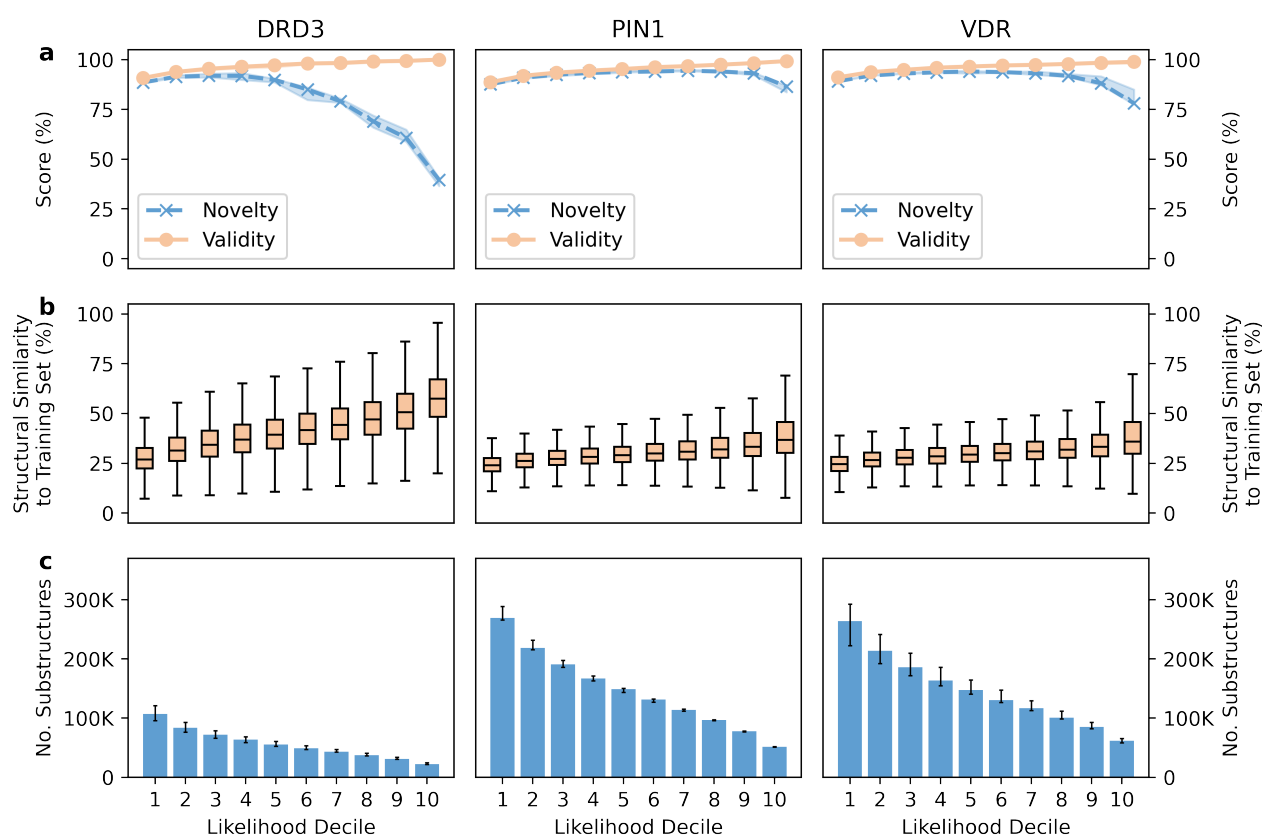 DRD3 PIN1 VDR
a
100 100
75 75
50 50
25 25
0 0
Score (%) Score (%)
Novelty Novelty Novelty
Validity Validity Validity
b
100 100
75 75
50 50
25 25
0 0
Structural Similarity
to Training Set (%)
Structural Similarity
to Training Set (%)
c
300K 300K
200K 200K
100K 100K
0 0
No. Substructures No. Substructures
1 2 3 4 5 6 7 8 9 10 1 2 3 4 5 6 7 8 9 10 1 2 3 4 5 6 7 8 9 10
Likelihood Decile Likelihood Decile Likelihood Decile